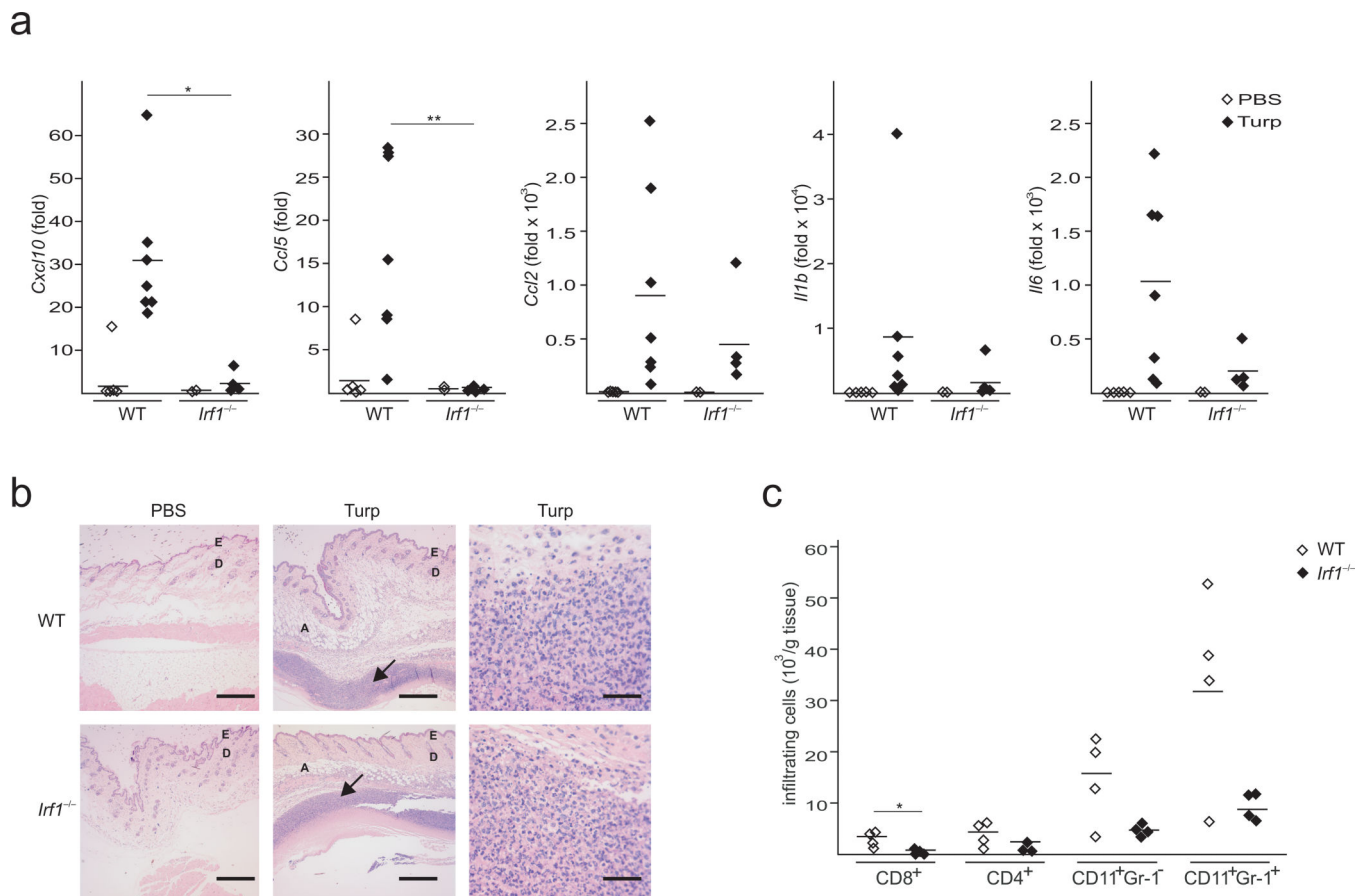 a
Cxcl10 (fold)
60
50
40
30
20
10
*
WT
Irf1⁻/⁻
Ccl5 (fold)
30
25
20
15
10
5
**
WT
Irf1⁻/⁻
Ccl2 (fold x 10³)
2.5
2.0
1.5
1.0
0.5
WT
Irf1⁻/⁻
Il1b (fold x 10⁴)
4
3
2
1
WT
Irf1⁻/⁻
Il6 (fold x 10³)
2.5
2.0
1.5
1.0
0.5
WT
Irf1⁻/⁻
PBS
Turp
b
PBS
Turp
Turp
WT
E
D
E
D
A
Irf1⁻/⁻
E
D
E
D
A
c
infiltrating cells (10³/g tissue)
60
50
40
30
20
10
*
CD8⁺
CD4⁺
CD11⁺Gr-1⁻
CD11⁺Gr-1⁺
WT
Irf1⁻/⁻